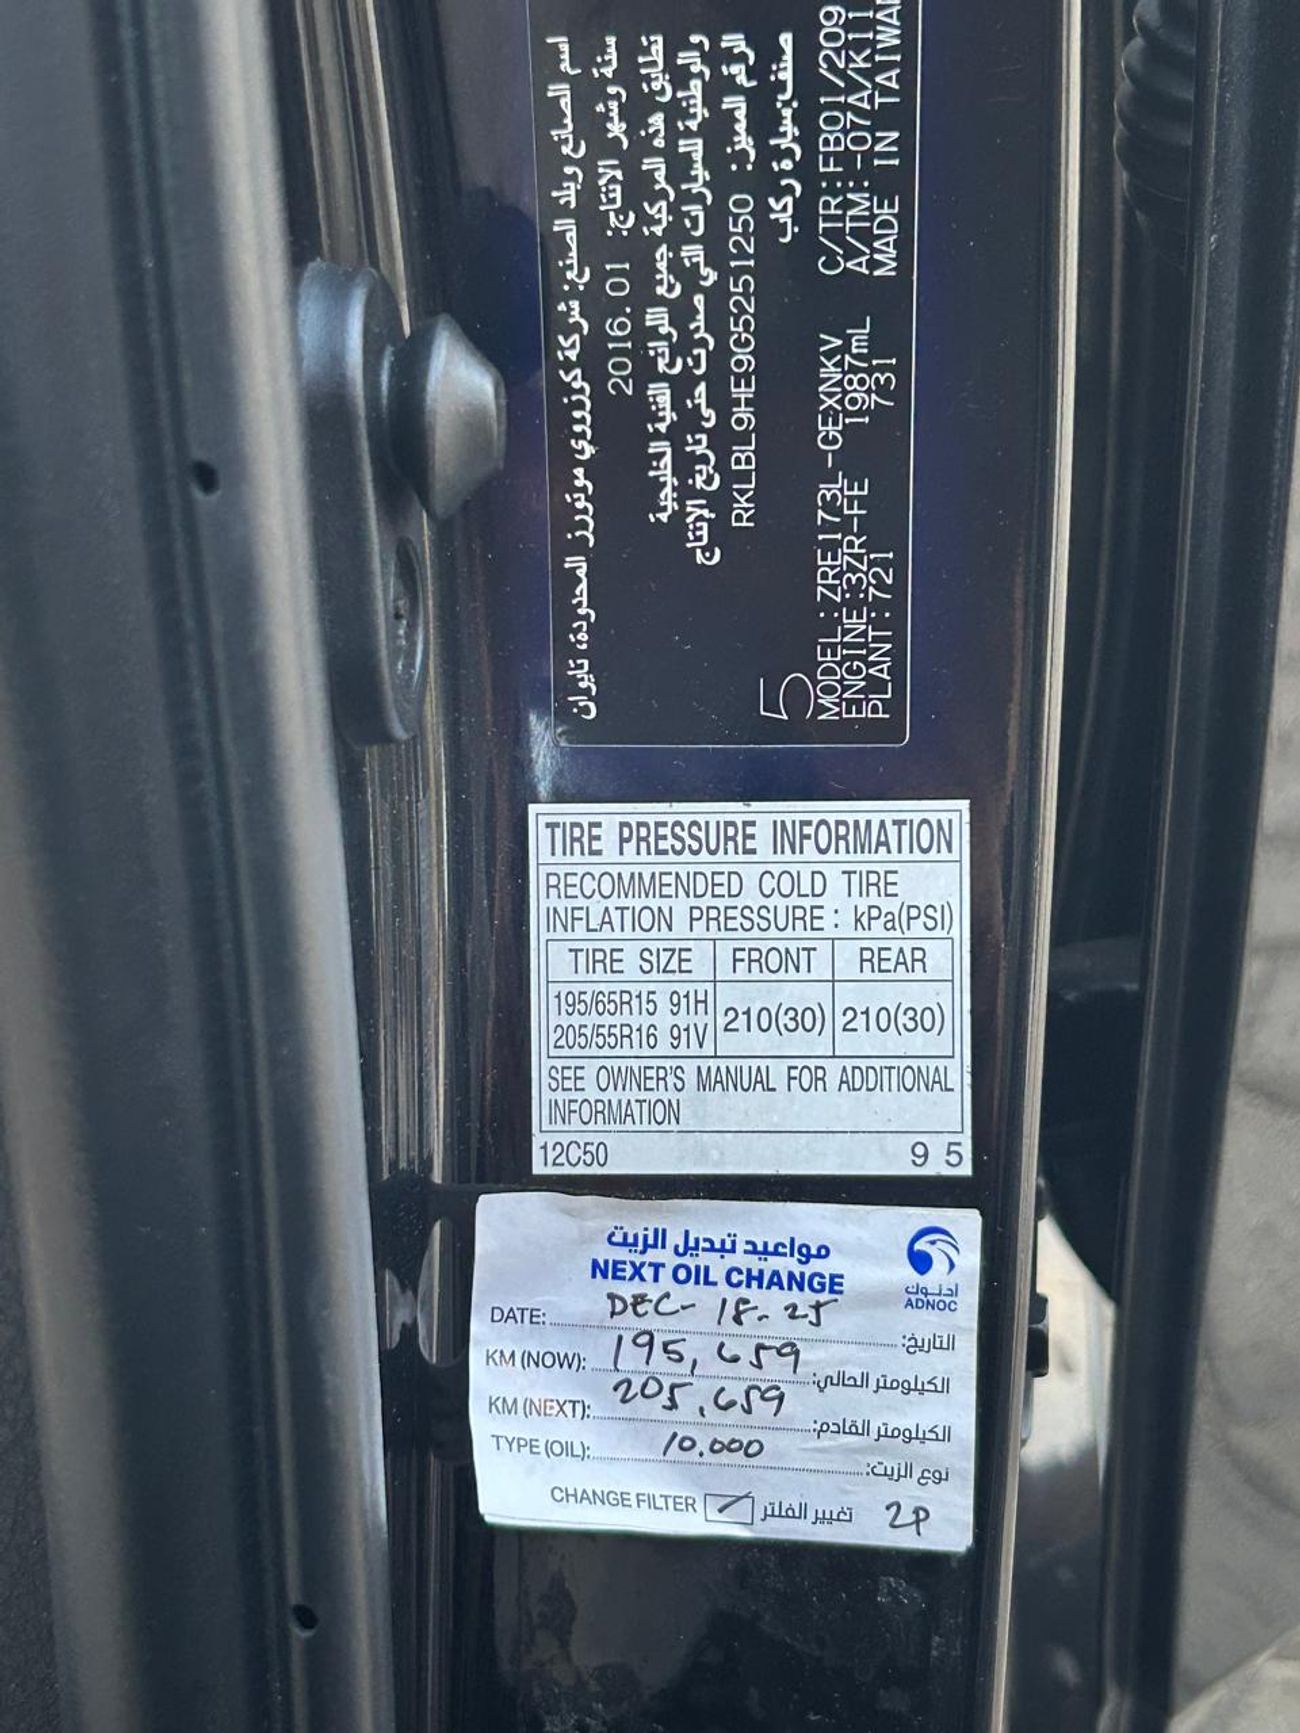 اسم الصانع وبلد الصنع: شركة كوزووي موتورز المحدودة، تايوان
سنة وشهر الانتاج: 2016.01
تطابق هذه المركبة جميع اللوائح الفنية الخليجية
والوطنية للسيارات التي صدرت حتى تاريخ الإنتاج
الرقم المميز: RKLBL9HE9G5251250
صنف: سيارة ركاب
5
MODEL: ZRE173L-GEXNKV C/TR: FB01/209
ENGINE: 3ZR-FE 1987mL A/TM: -07A/K11
PLANT: 721 731 MADE IN TAIWAN
TIRE PRESSURE INFORMATION
RECOMMENDED COLD TIRE
INFLATION PRESSURE: kPa(PSI)
TIRE SIZE FRONT REAR
195/65R15 91H
205/55R16 91V
210(30) 210(30)
SEE OWNER'S MANUAL FOR ADDITIONAL
INFORMATION
12C50 95
مواعيد تبديل الزيت
NEXT OIL CHANGE
أدنوك
ADNOC
DATE: DEC- 18-25 التاريخ:
KM (NOW): 195,659 الكيلومتر الحالي:
KM (NEXT): 205,659 الكيلومتر القادم:
TYPE (OIL): 10.000 نوع الزيت:
CHANGE FILTER تغيير الفلتر 2P